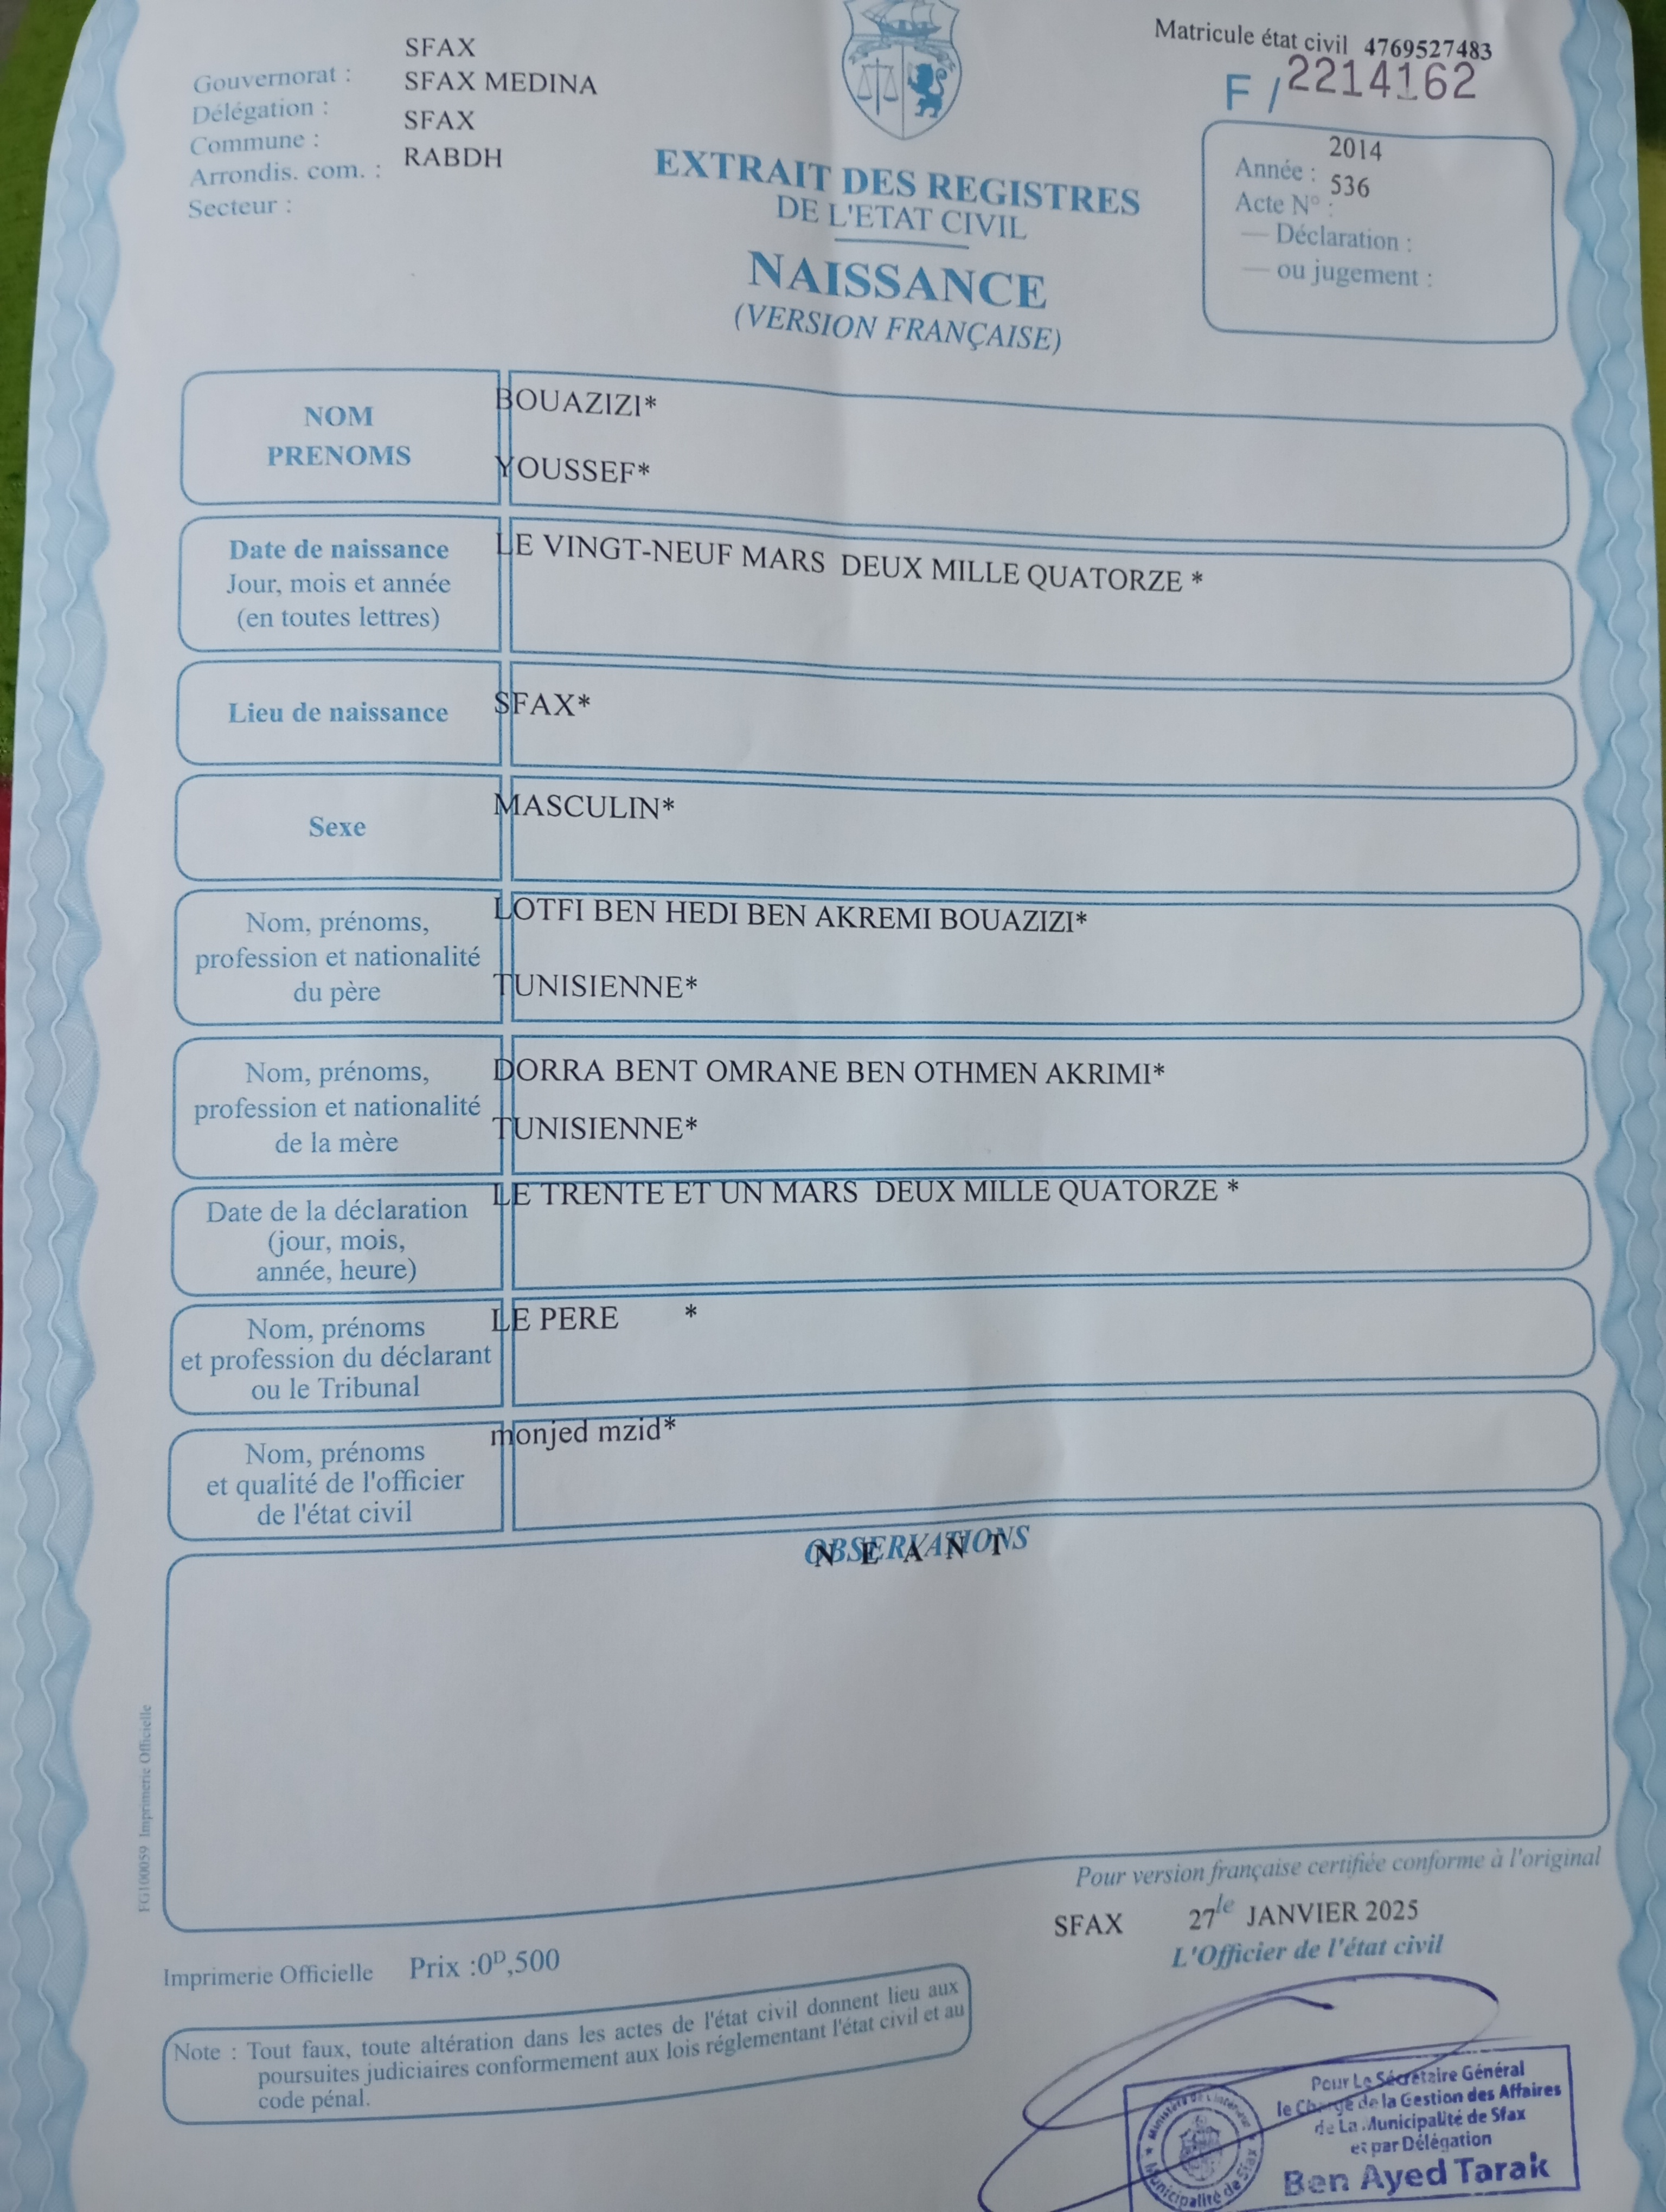 Matricule état civil 4769527483
F / 2214162
Gouvernorat : SFAX
Délégation : SFAX MEDINA
Commune : SFAX
Arrondis. com. : RABDH
Secteur :
EXTRAIT DES REGISTRES
DE L'ETAT CIVIL
NAISSANCE
(VERSION FRANÇAISE)
Année : 2014
Acte N° : 536
— Déclaration :
— ou jugement :
NOM
PRENOMS
BOUAZIZI*
YOUSSEF*
Date de naissance
Jour, mois et année
(en toutes lettres)
LE VINGT-NEUF MARS DEUX MILLE QUATORZE *
Lieu de naissance
SFAX*
Sexe
MASCULIN*
Nom, prénoms,
profession et nationalité
du père
LOTFI BEN HEDI BEN AKREMI BOUAZIZI*
TUNISIENNE*
Nom, prénoms,
profession et nationalité
de la mère
DORRA BENT OMRANE BEN OTHMEN AKRIMI*
TUNISIENNE*
Date de la déclaration
(jour, mois,
année, heure)
LE TRENTE ET UN MARS DEUX MILLE QUATORZE *
Nom, prénoms
et profession du déclarant
ou le Tribunal
LE PERE *
Nom, prénoms
et qualité de l'officier
de l'état civil
monjed mzid*
OBSERVATIONS
N E A N T
FG100059 Imprimerie Officielle
Pour version française certifiée conforme à l'original
SFAX 27 le JANVIER 2025
L'Officier de l'état civil
Imprimerie Officielle Prix :0D,500
Note : Tout faux, toute altération dans les actes de l'état civil donnent lieu aux
poursuites judiciaires conformement aux lois réglementant l'état civil et au
code pénal.
Pour Le Sécrétaire Général
le Chargé de la Gestion des Affaires
de La Municipalité de Sfax
et par Délégation
Ben Ayed Tarak
Ministère de L'intérieur
Municipalité de Sfax